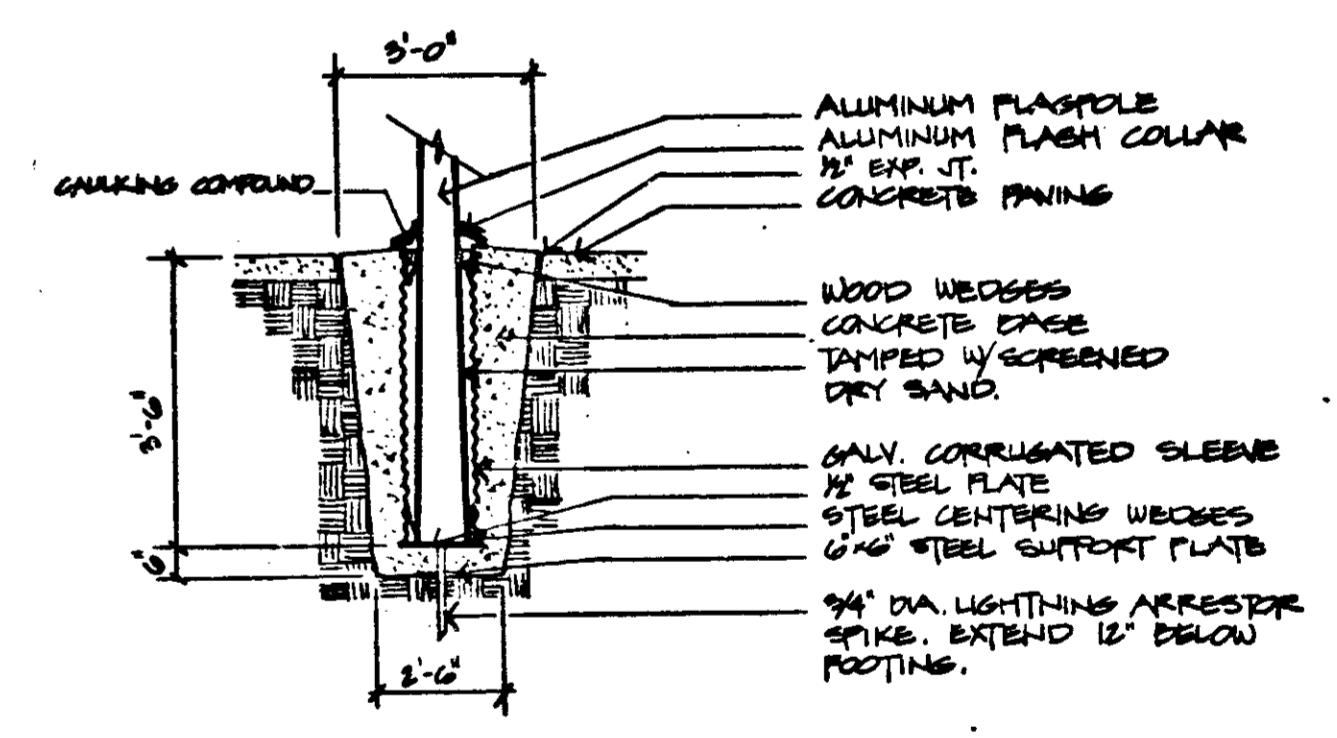 3'-0"
ALUMINUM FLAGPOLE
ALUMINUM FLASH COLLAR
1/2" EXP. JT.
CONCRETE PAVING
CAULKING COMPOUND
WOOD WEDGES
CONCRETE BASE
TAMPED W/ SCREENED
DRY SAND.
3'-6"
GALV. CORRUGATED SLEEVE
1/2" STEEL PLATE
STEEL CENTERING WEDGES
6"x6" STEEL SUPPORT PLATE
6"
3/4" DIA. LIGHTNING ARRESTOR
SPIKE. EXTEND 12" BELOW
FOOTING.
2'-6"